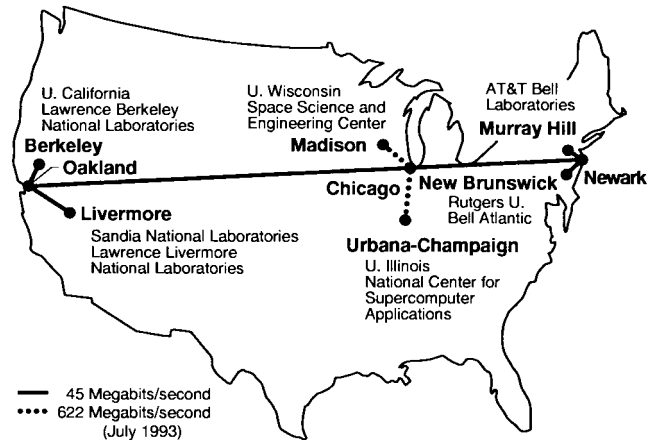 U. California
Lawrence Berkeley
National Laboratories
Berkeley
Oakland
Livermore
Sandia National Laboratories
Lawrence Livermore
National Laboratories
U. Wisconsin
Space Science and
Engineering Center
Madison
Chicago
Urbana-Champaign
U. Illinois
National Center for
Supercomputer
Applications
AT&T Bell
Laboratories
Murray Hill
New Brunswick
Newark
Rutgers U.
Bell Atlantic
45 Megabits/second
622 Megabits/second
(July 1993)